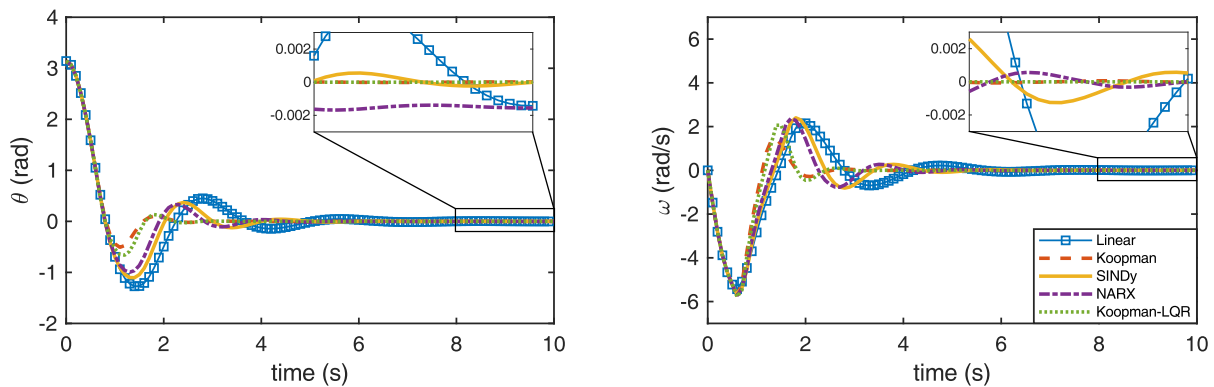 4
3
2
1
0
-1
-2
θ (rad)
0 2 4 6 8 10
time (s)
0.002
0
-0.002
6
4
2
0
-2
-4
-6
ω (rad/s)
0 2 4 6 8 10
time (s)
0.002
0
-0.002
Linear
Koopman
SINDy
NARX
Koopman-LQR